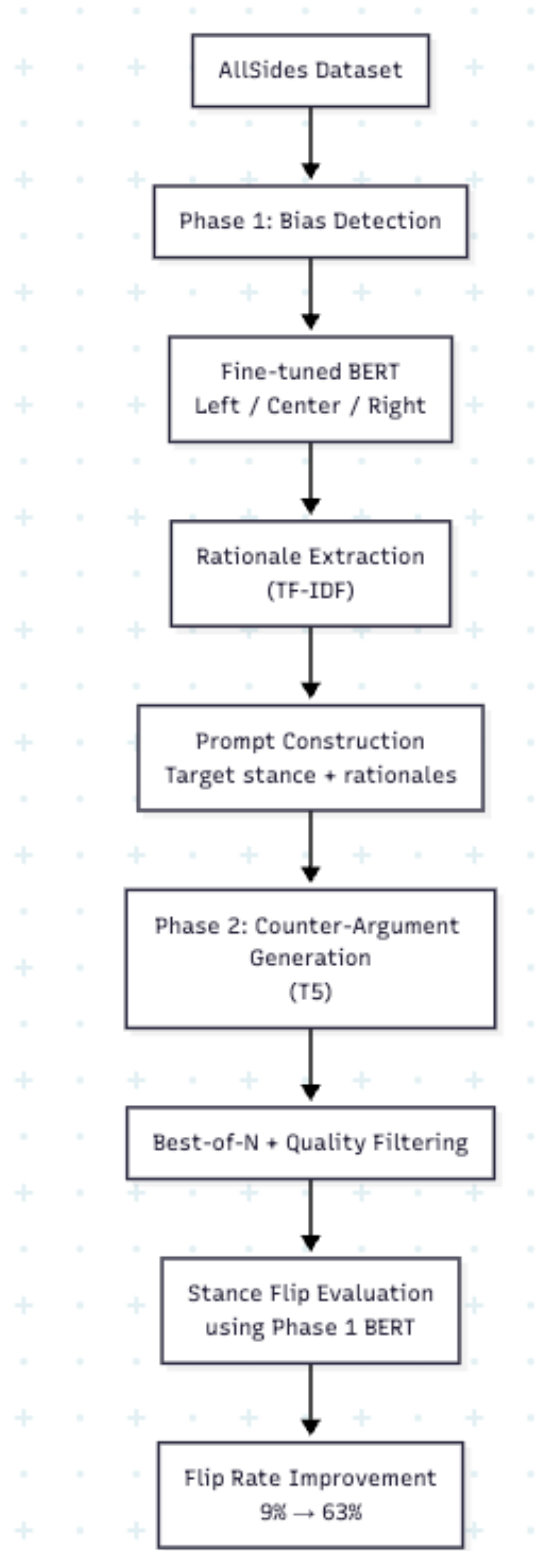 AllSides Dataset
Phase 1: Bias Detection
Fine-tuned BERT
Left / Center / Right
Rationale Extraction
(TF-IDF)
Prompt Construction
Target stance + rationales
Phase 2: Counter-Argument
Generation
(T5)
Best-of-N + Quality Filtering
Stance Flip Evaluation
using Phase 1 BERT
Flip Rate Improvement
9% → 63%